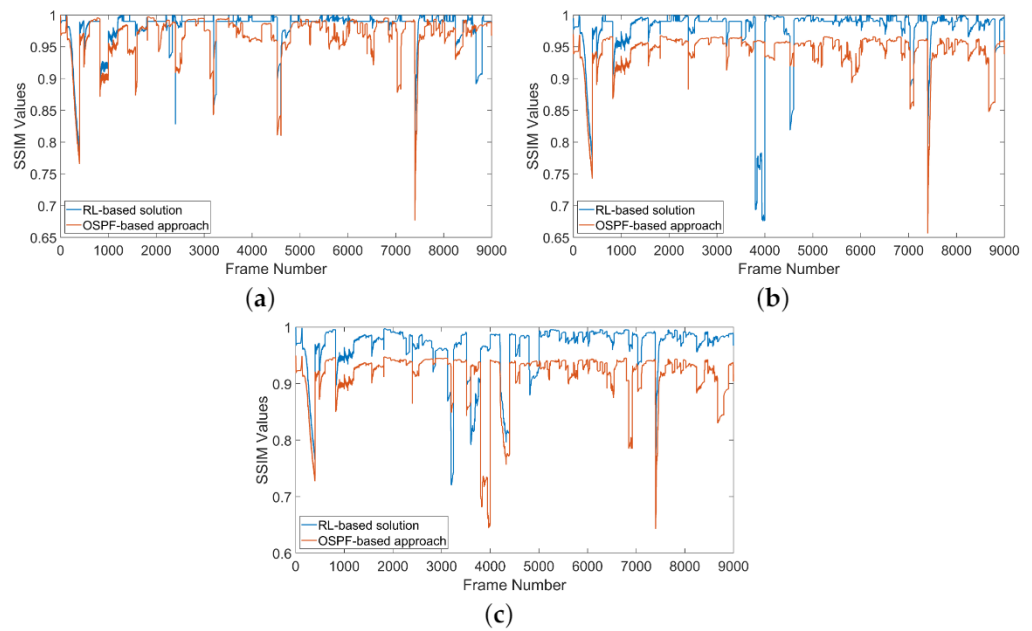 1
0.95
0.9
0.85
0.8
0.75
0.7
0.65
SSIM Values
RL-based solution
OSPF-based approach
0 1000 2000 3000 4000 5000 6000 7000 8000 9000
Frame Number
(a)
1
0.95
0.9
0.85
0.8
0.75
0.7
0.65
SSIM Values
RL-based solution
OSPF-based approach
0 1000 2000 3000 4000 5000 6000 7000 8000 9000
Frame Number
(b)
1
0.9
0.8
0.7
0.6
SSIM Values
RL-based solution
OSPF-based approach
0 1000 2000 3000 4000 5000 6000 7000 8000 9000
Frame Number
(c)